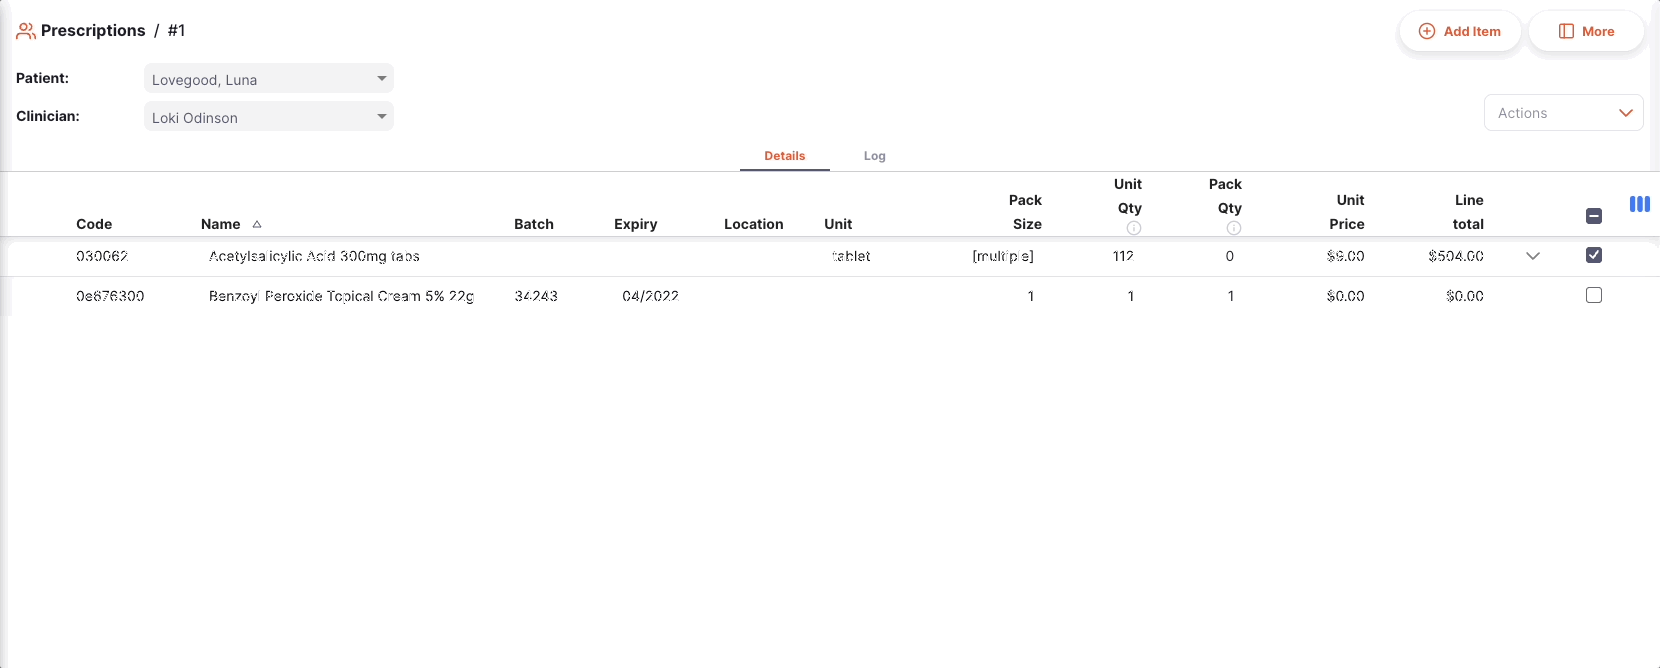 Prescriptions / #1
Add Item
More
Patient:
Lovegood, Luna
Clinician:
Loki Odinson
Actions
Details
Log
Code Name Batch Expiry Location Unit Pack Size Unit Qty Pack Qty Unit Price Line total
030062 Acetylsalicylic Acid 300mg tabs tablet [multiple] 112 0 $9.00 $504.00
0e676300 Benzoyl Peroxide Topical Cream 5% 22g 34243 04/2022 1 1 1 $0.00 $0.00